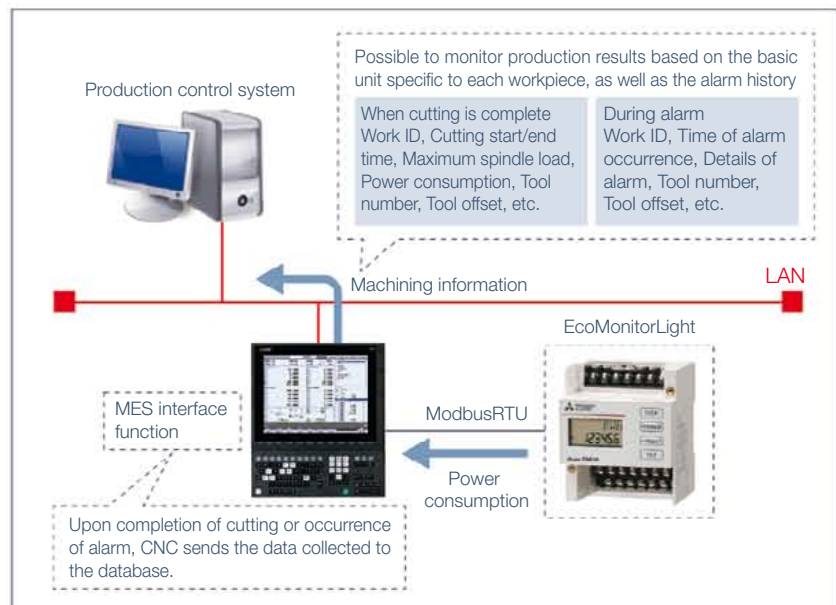 Production control system
Possible to monitor production results based on the basic
unit specific to each workpiece, as well as the alarm history
When cutting is complete
Work ID, Cutting start/end
time, Maximum spindle load,
Power consumption, Tool
number, Tool offset, etc.
During alarm
Work ID, Time of alarm
occurrence, Details of
alarm, Tool number,
Tool offset, etc.
Machining information
LAN
EcoMonitorLight
MES interface
function
ModbusRTU
Power
consumption
Upon completion of cutting or occurrence
of alarm, CNC sends the data collected to
the database.